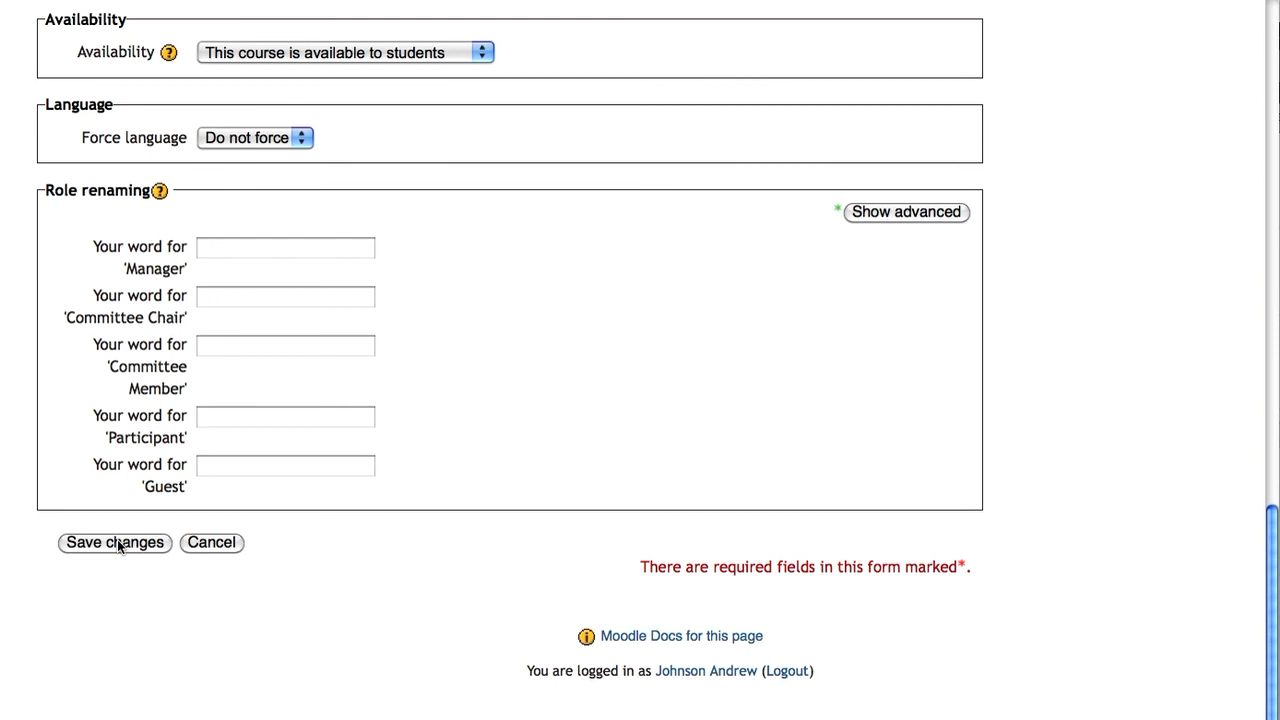 Availability
Availability ? This course is available to students
Language
Force language Do not force
Role renaming ?
* Show advanced
Your word for
'Manager'
Your word for
'Committee Chair'
Your word for
'Committee
Member'
Your word for
'Participant'
Your word for
'Guest'
Save changes Cancel
There are required fields in this form marked*.
i Moodle Docs for this page
You are logged in as Johnson Andrew (Logout)